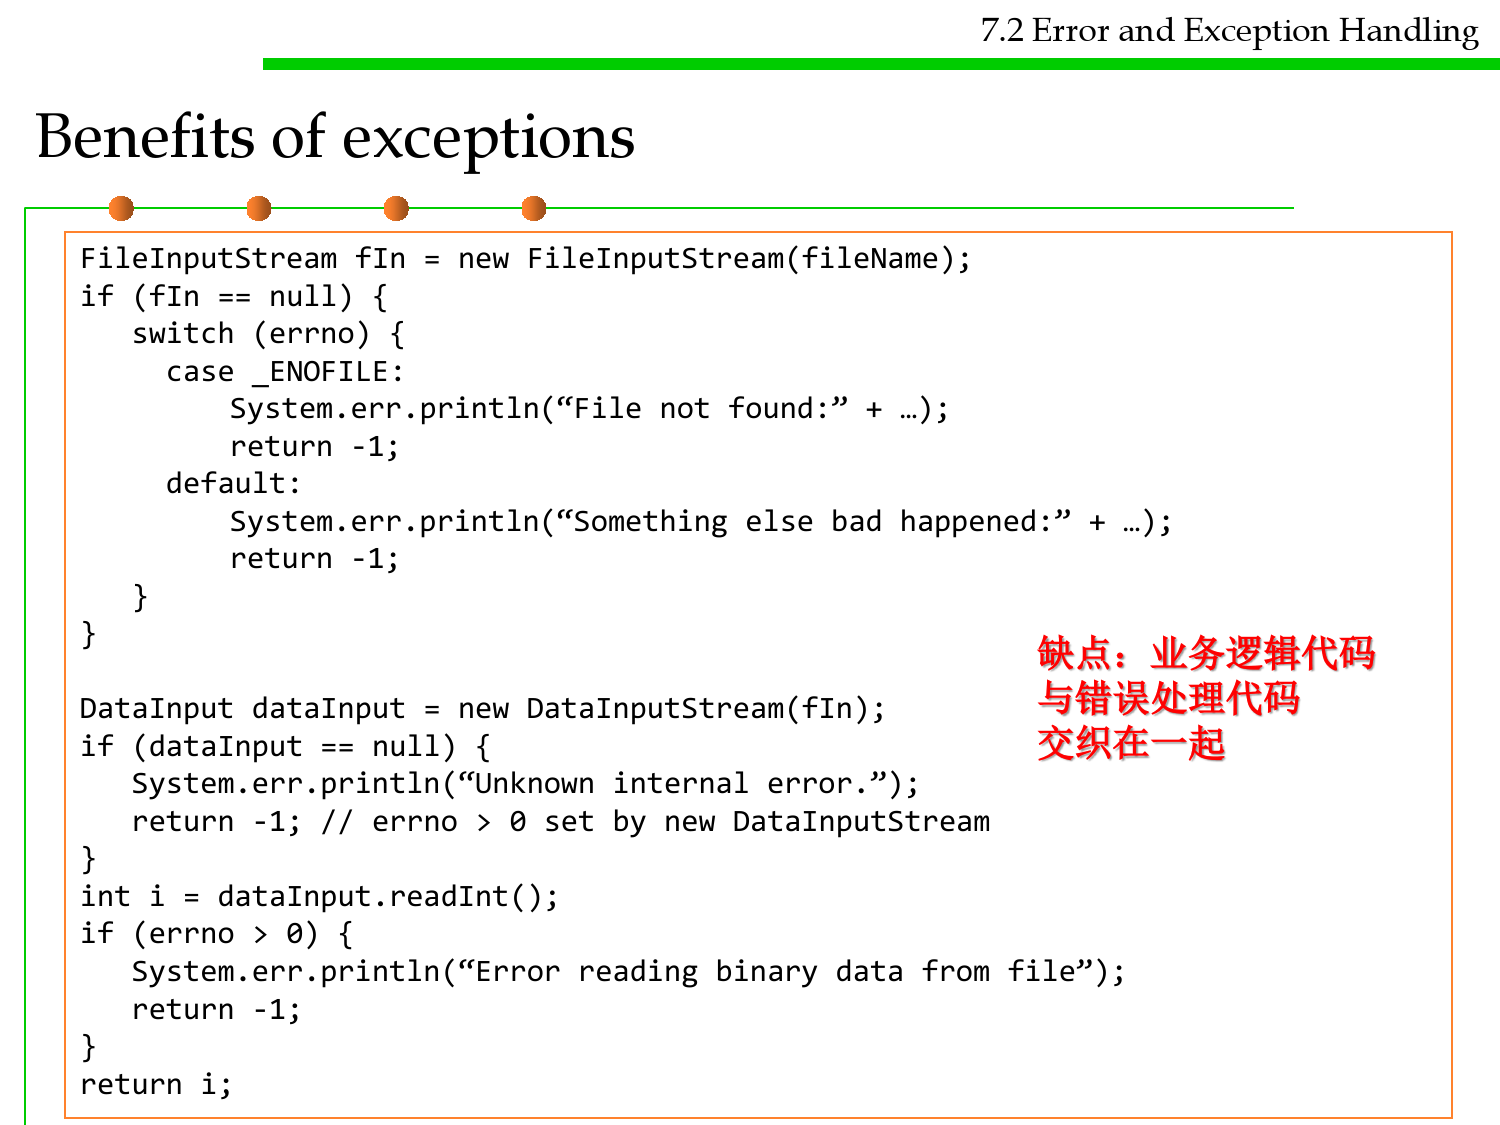 7.2 Error and Exception Handling
Benefits of exceptions
FileInputStream fIn = new FileInputStream(fileName);
if (fIn == null) {
switch (errno) {
case _ENOFILE:
System.err.println(“File not found:” + …);
return -1;
default:
System.err.println(“Something else bad happened:” + …);
return -1;
}
}
缺点：业务逻辑代码
与错误处理代码
交织在一起
DataInput dataInput = new DataInputStream(fIn);
if (dataInput == null) {
System.err.println(“Unknown internal error.”);
return -1; // errno > 0 set by new DataInputStream
}
int i = dataInput.readInt();
if (errno > 0) {
System.err.println(“Error reading binary data from file”);
return -1;
}
return i;